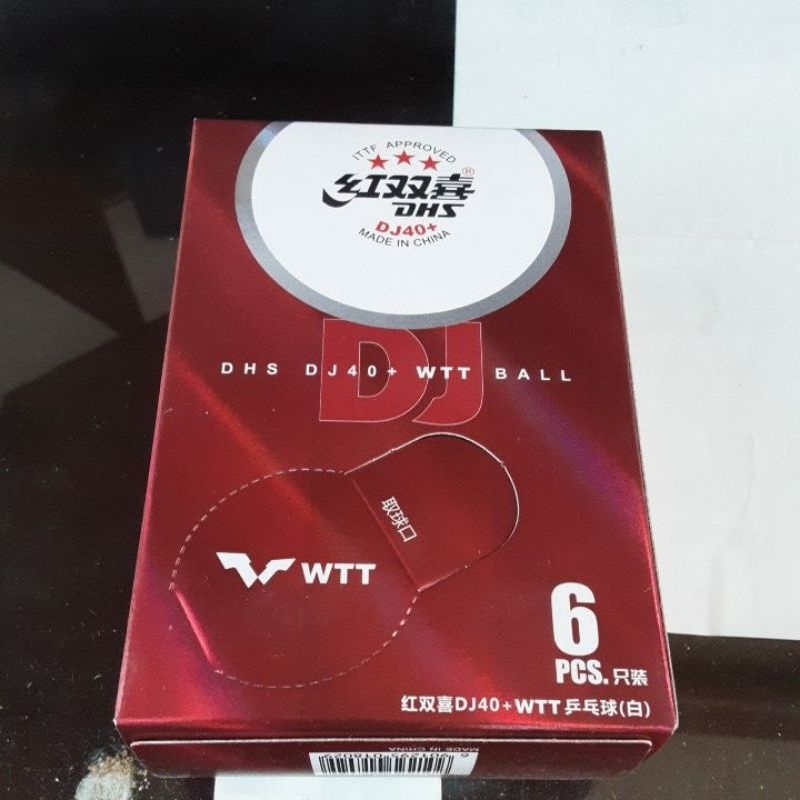 ITTF APPROVED
红双喜®
DHS
DJ40+
MADE IN CHINA
DJ
DHS DJ40+ WTT BALL
取球口
WTT
6
PCS. 只装
红双喜DJ40+WTT乒乓球(白)
MADE IN CHINA